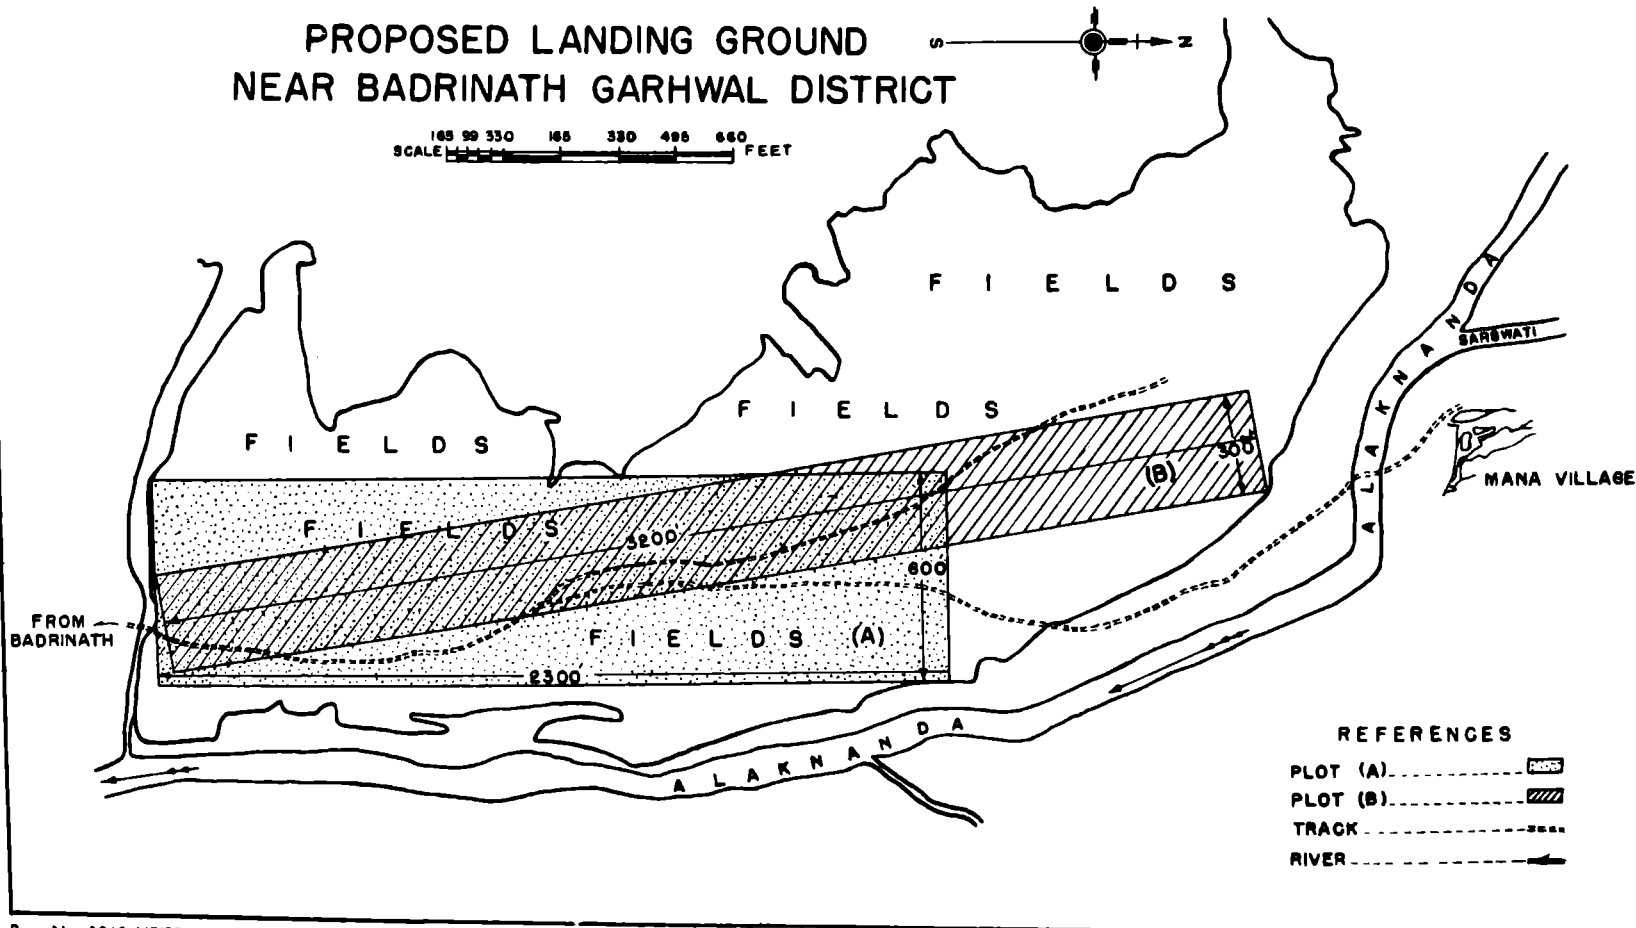 PROPOSED LANDING GROUND
NEAR BADRINATH GARHWAL DISTRICT
S N
165 99 330 165 330 495 660
SCALE FEET
FIELDS
FIELDS
FIELDS
FIELDS
FIELDS (A)
3200'
2300'
600'
300'
(B)
FROM
BADRINATH
ALAKNANDA
ALAKNANDA
SARSWATI
MANA VILLAGE
REFERENCES
PLOT (A)
PLOT (B)
TRACK
RIVER